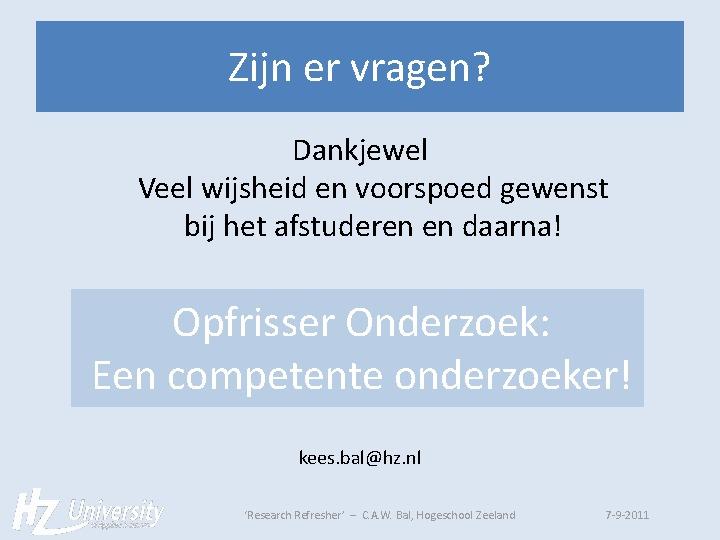 Zijn er vragen?
Dankjewel
Veel wijsheid en voorspoed gewenst
bij het afstuderen en daarna!
Opfrisser Onderzoek:
Een competente onderzoeker!
kees. bal@hz. nl
HZ University
'Research Refresher' – C.A.W. Bal, Hogeschool Zeeland
7-9-2011